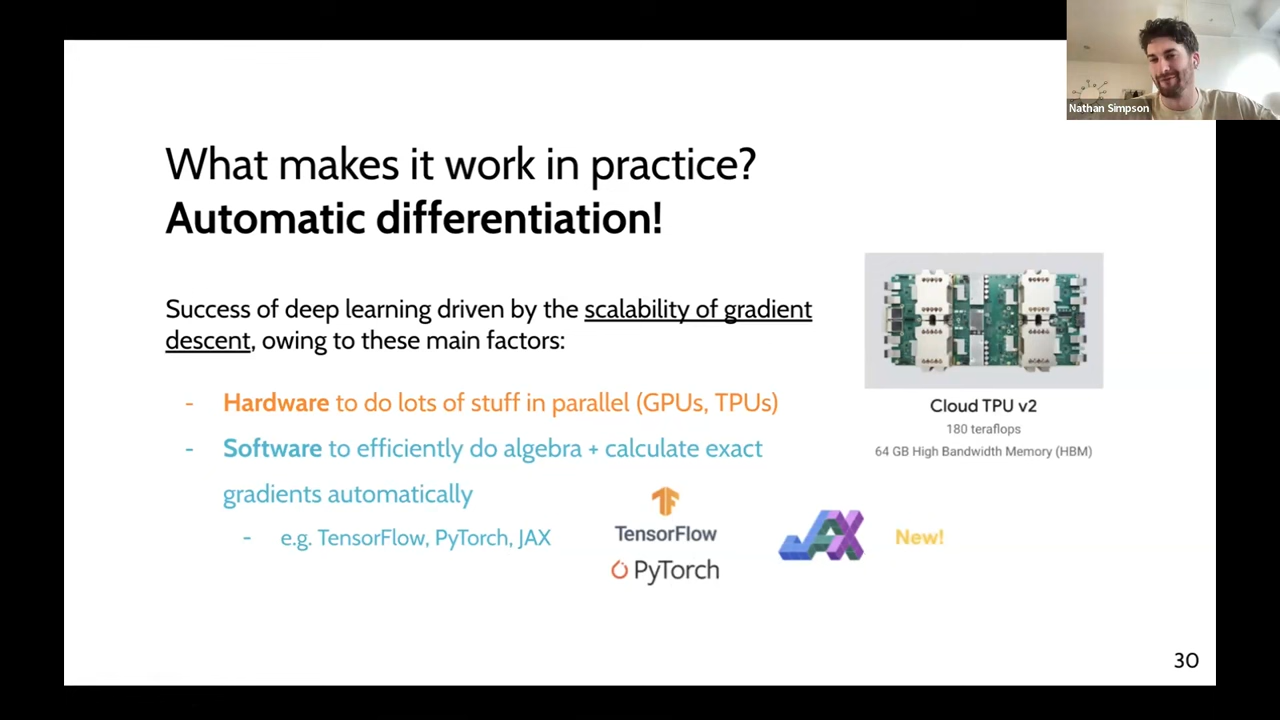 Nathan Simpson
What makes it work in practice?
Automatic differentiation!
Success of deep learning driven by the scalability of gradient
descent, owing to these main factors:
- Hardware to do lots of stuff in parallel (GPUs, TPUs)
- Software to efficiently do algebra + calculate exact
gradients automatically
- e.g. TensorFlow, PyTorch, JAX
Cloud TPU v2
180 teraflops
64 GB High Bandwidth Memory (HBM)
TensorFlow
PyTorch
JAX
New!
30